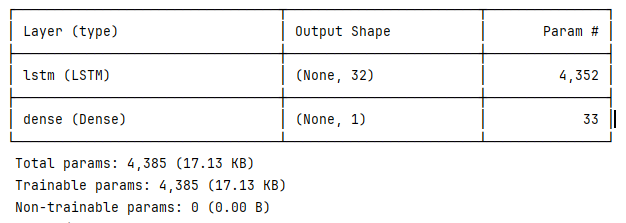 Layer (type) Output Shape Param #
lstm (LSTM) (None, 32) 4,352
dense (Dense) (None, 1) 33
Total params: 4,385 (17.13 KB)
Trainable params: 4,385 (17.13 KB)
Non-trainable params: 0 (0.00 B)